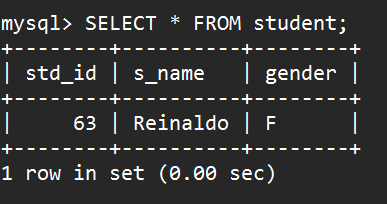 mysql> SELECT * FROM student;
+--------+----------+--------+
| std_id | s_name   | gender |
+--------+----------+--------+
|     63 | Reinaldo | F      |
+--------+----------+--------+
1 row in set (0.00 sec)